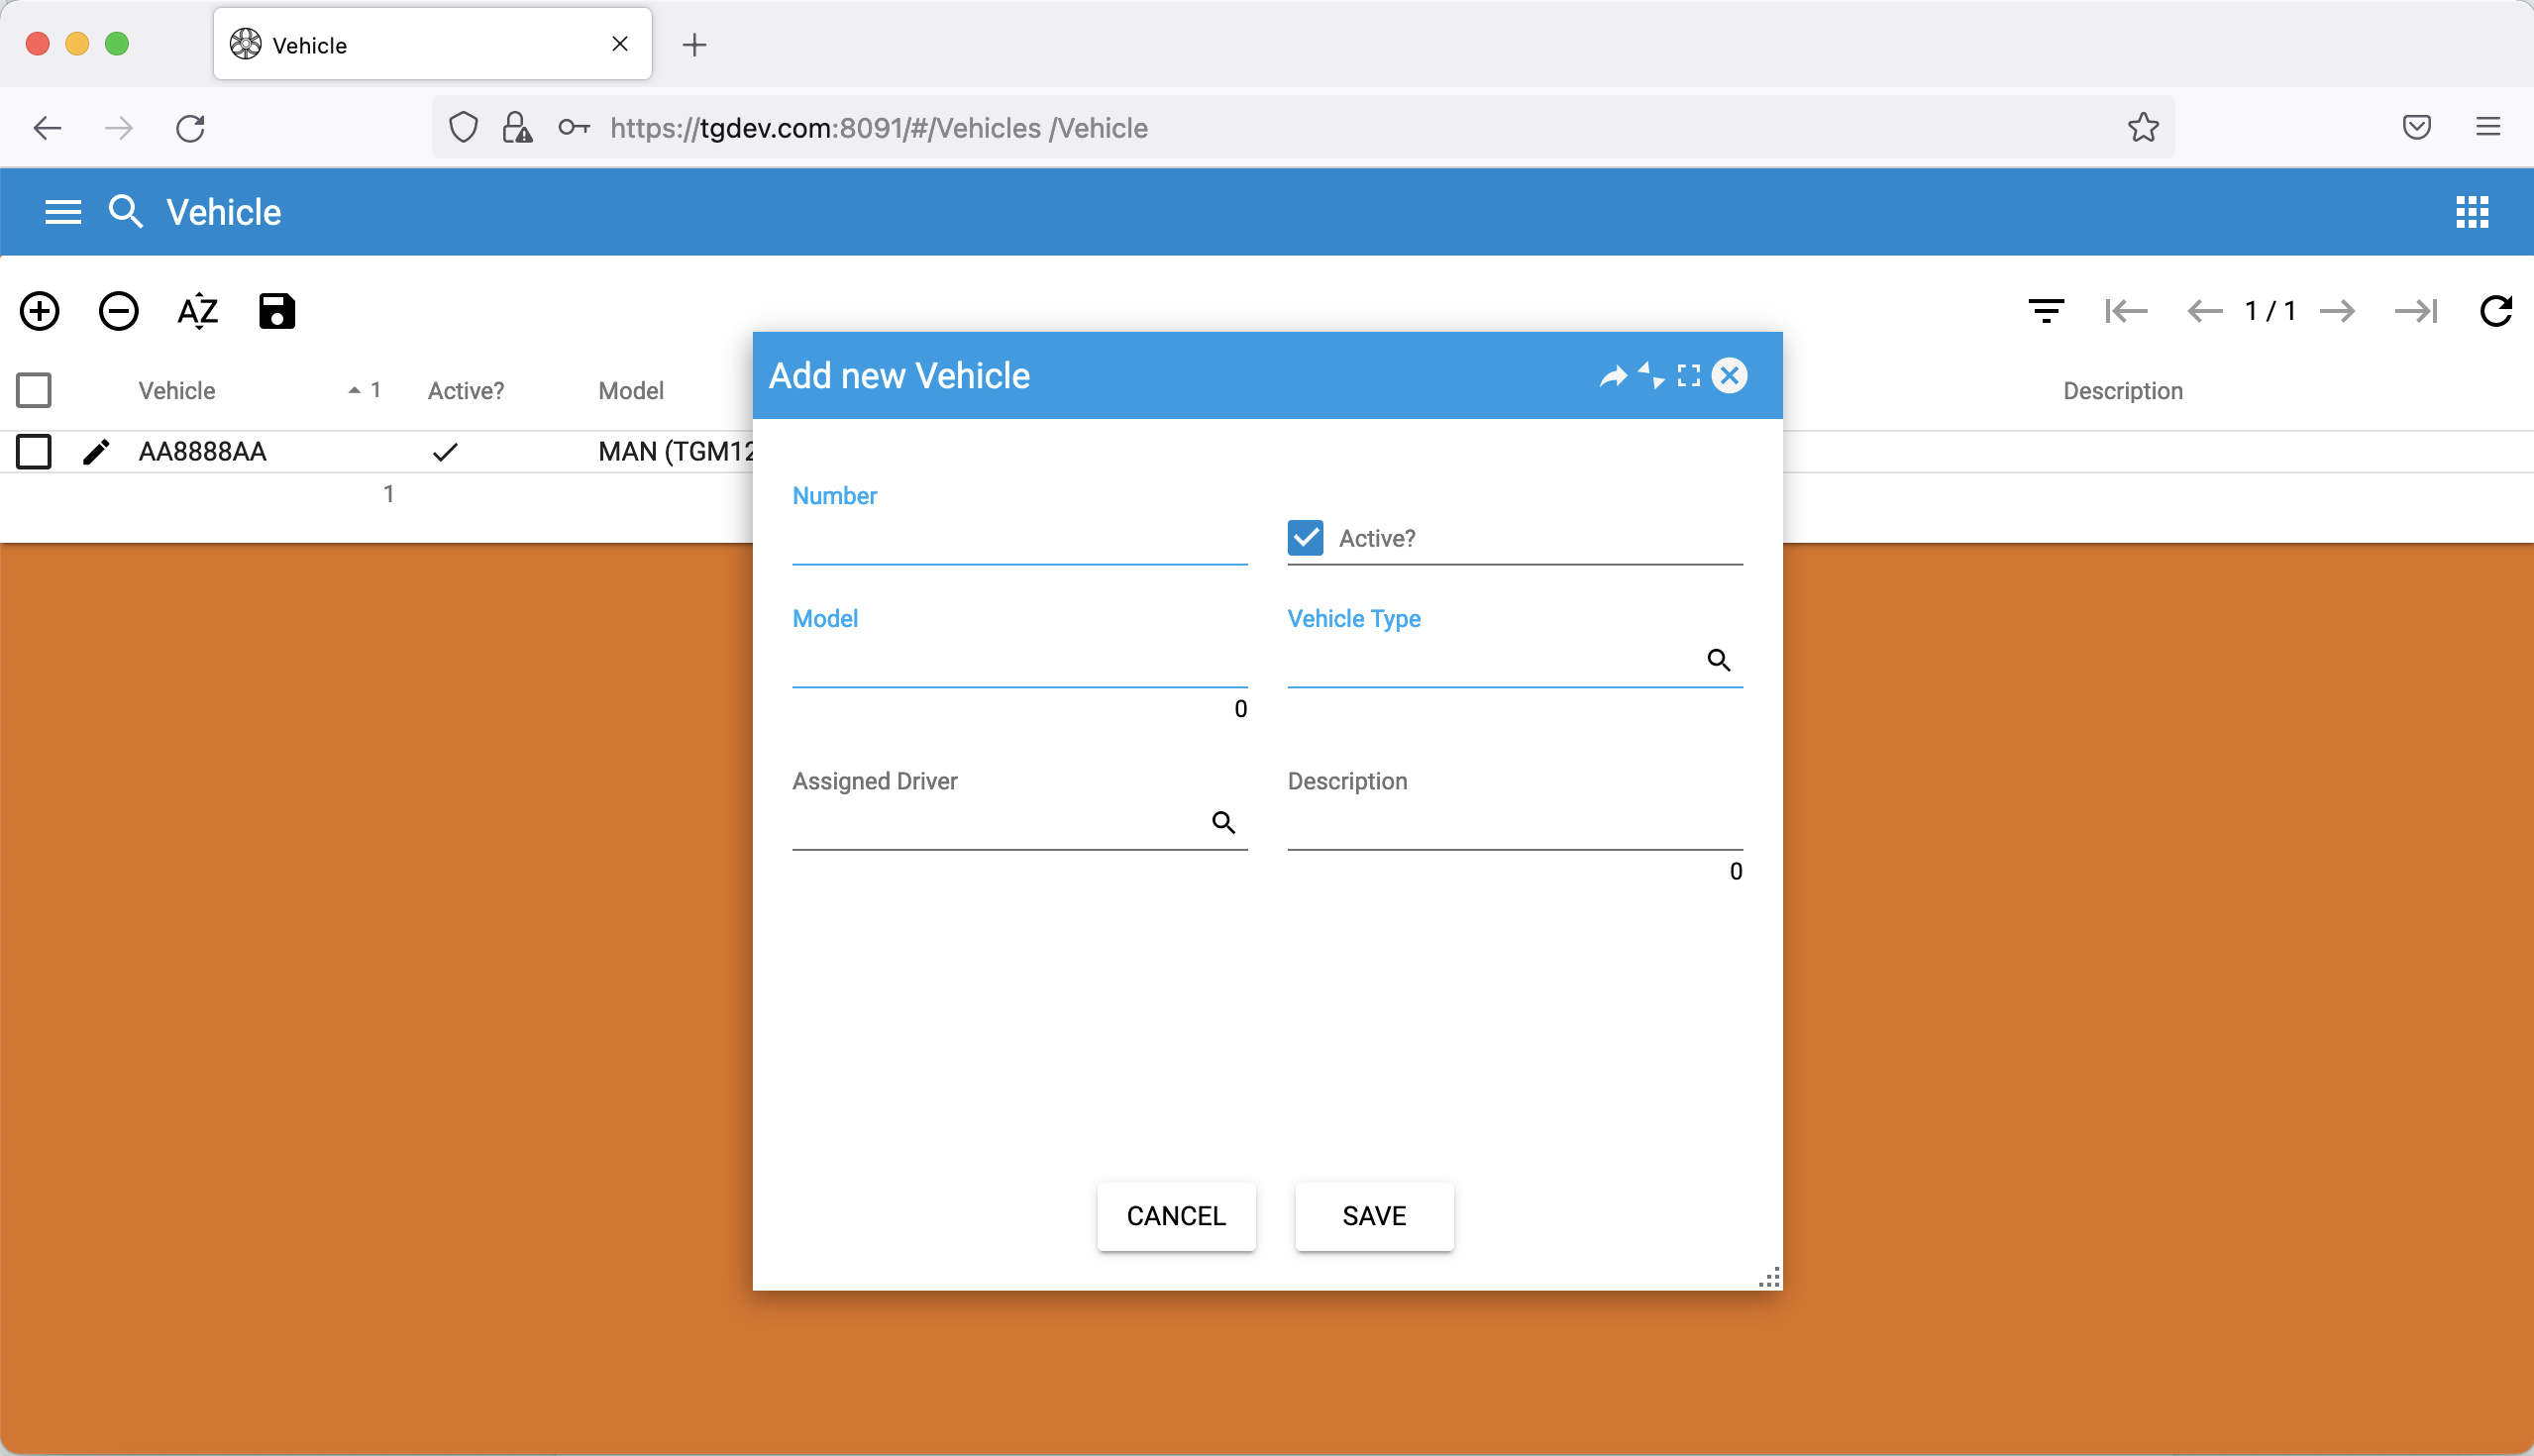 Vehicle
https://tgdev.com:8091/#/Vehicles /Vehicle
Vehicle
AZ
1 / 1
Vehicle 1 Active? Model Description
AA8888AA MAN (TGM12
1
Add new Vehicle
Number
Active?
Model Vehicle Type
0
Assigned Driver Description
0
CANCEL SAVE